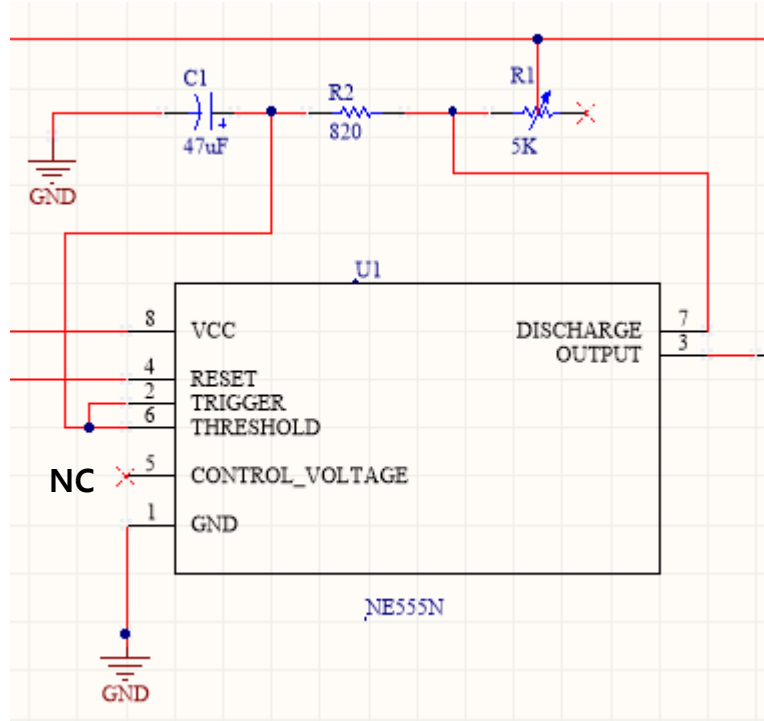 C1
R2
R1
47uF
820
5K
GND
U1
8
VCC
DISCHARGE
7
OUTPUT
3
4
RESET
2
TRIGGER
6
THRESHOLD
NC
5
CONTROL_VOLTAGE
1
GND
NE555N
GND